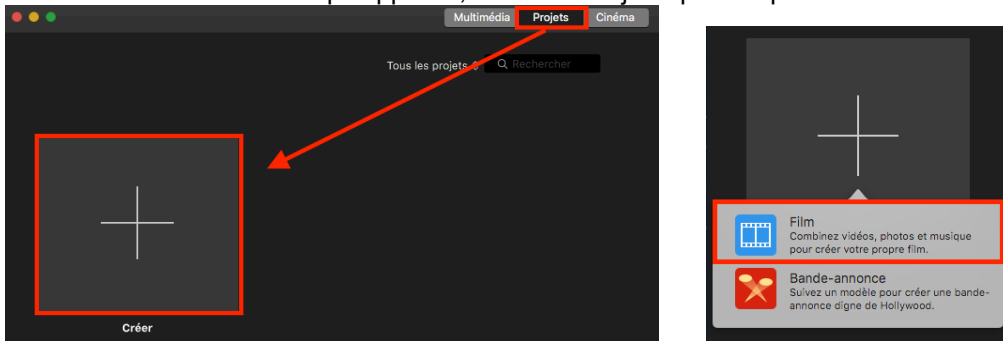 Multimédia Projets Cinéma
Tous les projets Rechercher
Créer
Film
Combinez vidéos, photos et musique
pour créer votre propre film.
Bande-annonce
Suivez un modèle pour créer une bande-
annonce digne de Hollywood.